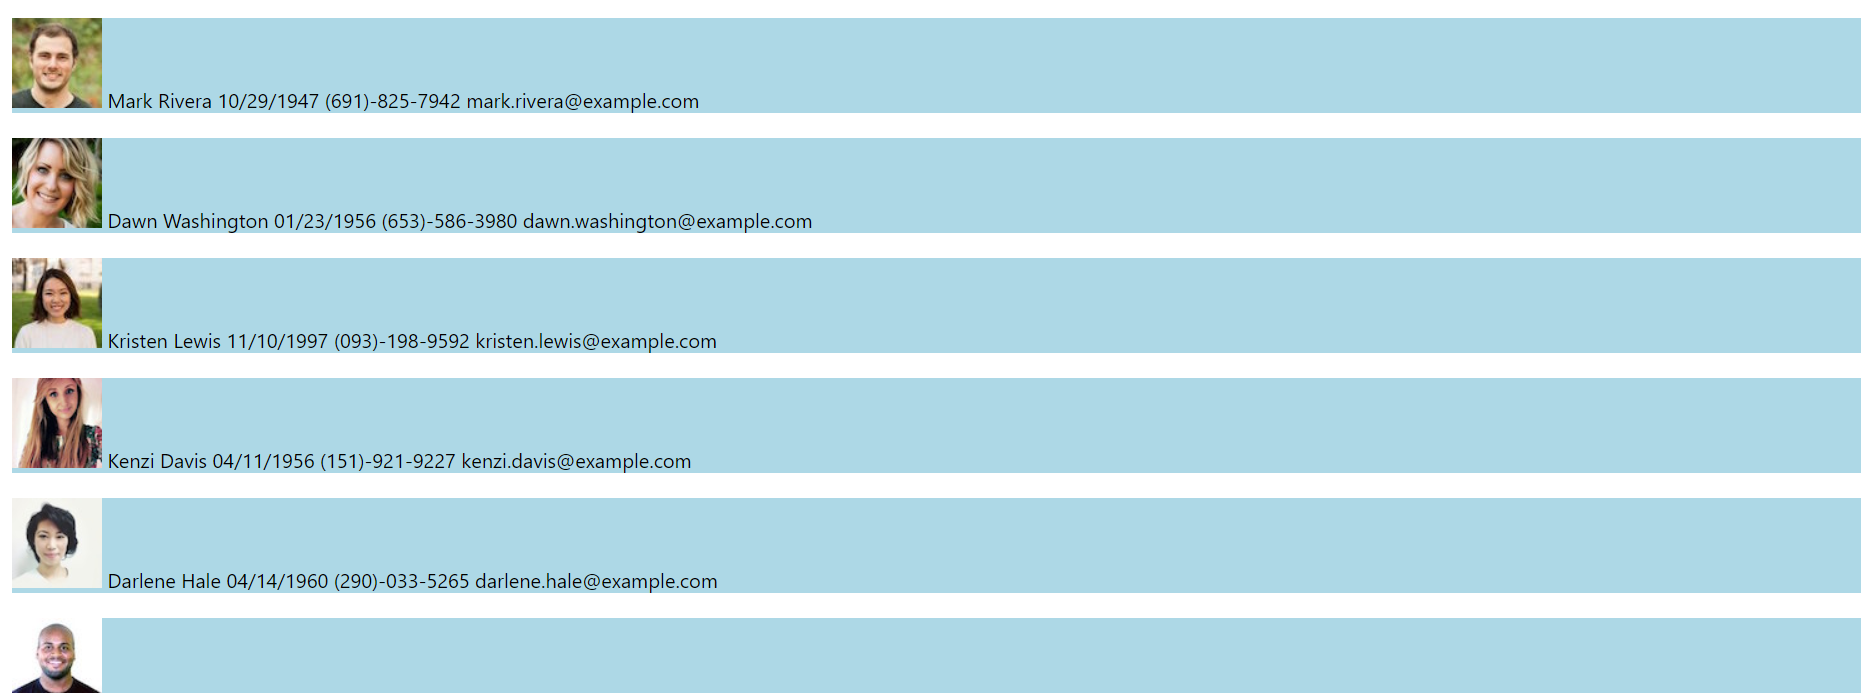 Mark Rivera 10/29/1947 (691)-825-7942 mark.rivera@example.com
Dawn Washington 01/23/1956 (653)-586-3980 dawn.washington@example.com
Kristen Lewis 11/10/1997 (093)-198-9592 kristen.lewis@example.com
Kenzi Davis 04/11/1956 (151)-921-9227 kenzi.davis@example.com
Darlene Hale 04/14/1960 (290)-033-5265 darlene.hale@example.com